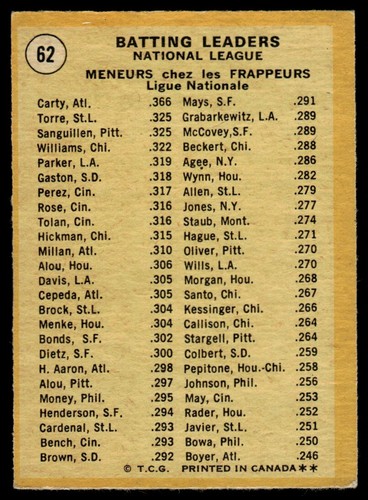 62
BATTING LEADERS
NATIONAL LEAGUE
MENEURS chez les FRAPPEURS
Ligue Nationale
Carty, Atl. .366 Mays, S.F. .291
Torre, St.L. .325 Grabarkewitz, L.A. .289
Sanguillen, Pitt. .325 McCovey,S.F. .289
Williams, Chi. .322 Beckert, Chi. .288
Parker, L.A. .319 Agee, N.Y. .286
Gaston, S.D. .318 Wynn, Hou. .282
Perez, Cin. .317 Allen, St.L. .279
Rose, Cin. .316 Jones, N.Y. .277
Tolan, Cin. .316 Staub, Mont. .274
Hickman, Chi. .315 Hague, St.L. .271
Millan, Atl. .310 Oliver, Pitt. .270
Alou, Hou. .306 Wills, L.A. .270
Davis, L.A. .305 Morgan, Hou. .268
Cepeda, Atl. .305 Santo, Chi. .267
Brock, St.L. .304 Kessinger, Chi. .266
Menke, Hou. .304 Callison, Chi. .264
Bonds, S.F. .302 Stargell, Pitt. .264
Dietz, S.F. .300 Colbert, S.D. .259
H. Aaron, Atl. .298 Pepitone, Hou.-Chi. .258
Alou, Pitt. .297 Johnson, Phil. .256
Money, Phil. .295 May, Cin. .253
Henderson, S.F. .294 Rader, Hou. .252
Cardenal, St.L. .293 Javier, St.L. .251
Bench, Cin. .293 Bowa, Phil. .250
Brown, S.D. .292 Boyer, Atl. .246
© T.C.G. PRINTED IN CANADA**